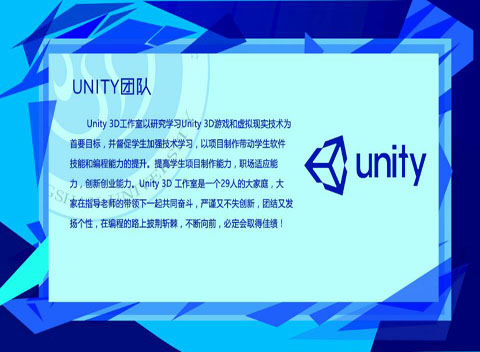 UNITY团队
Unity 3D工作室以研究学习Unity 3D游戏和虚拟现实技术为
首要目标，并督促学生加强技术学习，以项目制作带动学生软件
技能和编程能力的提升。提高学生项目制作能力，职场适应能
力，创新创业能力。Unity 3D 工作室是一个29人的大家庭，大
家在指导老师的带领下一起共同奋斗，严谨又不失创新，团结又发
扬个性，在编程的路上披荆斩棘，不断向前，必定会取得佳绩！
unity